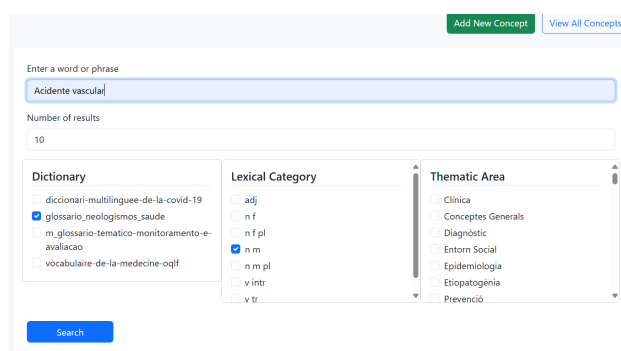 Add New Concept
View All Concepts
Enter a word or phrase
Acidente vascular
Number of results
10
Dictionary
diccionari-multilinguee-de-la-covid-19
glossario_neologismos_saude
m_glossario-tematico-monitoramento-e-
avaliacao
vocabulaire-de-la-medecine-oqlf
Lexical Category
adj
n f
n f pl
n m
n m pl
v intr
v tr
Thematic Area
Clínica
Conceptes Generals
Diagnòstic
Entorn Social
Epidemiologia
Etiopatogènia
Prevenció
Search